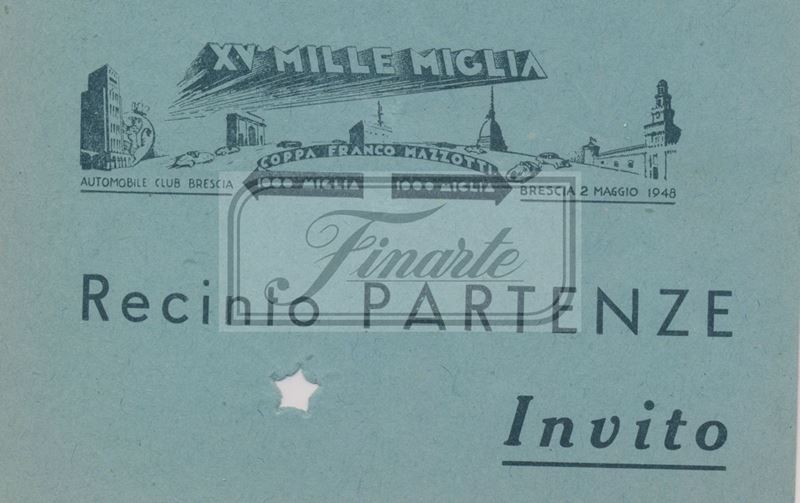 XV MILLE MIGLIA
COPPA FRANCO MAZZOTTI
AUTOMOBILE CLUB BRESCIA
1000 MIGLIA
1000 MIGLIA
BRESCIA 2 MAGGIO 1948
Finarte
Recinto PARTENZE
Invito